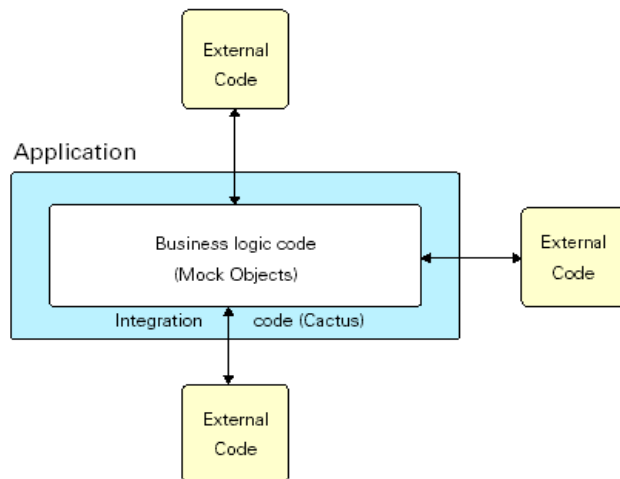 External
Code
Application
Business logic code
(Mock Objects)
External
Code
Integration code (Cactus)
External
Code